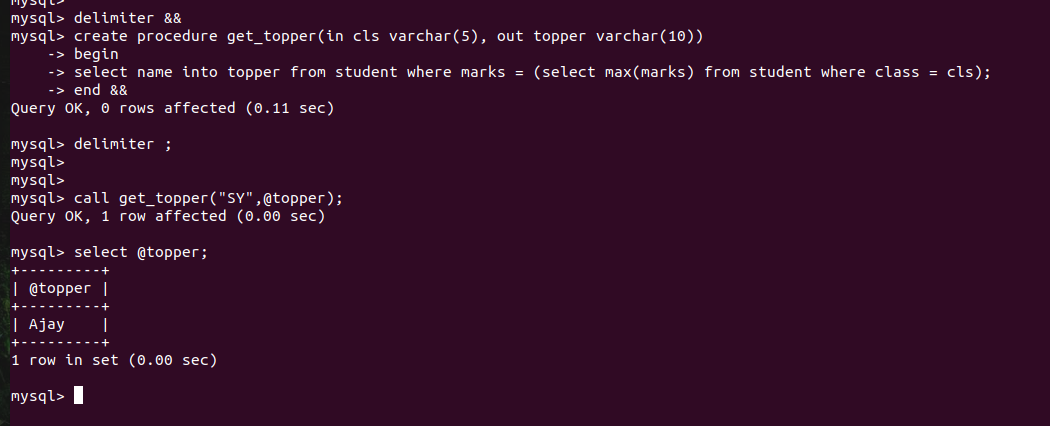 mysql>
mysql> delimiter &&
mysql> create procedure get_topper(in cls varchar(5), out topper varchar(10))
    -> begin
    -> select name into topper from student where marks = (select max(marks) from student where class = cls);
    -> end &&
Query OK, 0 rows affected (0.11 sec)

mysql> delimiter ;
mysql>
mysql>
mysql> call get_topper("SY",@topper);
Query OK, 1 row affected (0.00 sec)

mysql> select @topper;
+---------+
| @topper |
+---------+
| Ajay    |
+---------+
1 row in set (0.00 sec)

mysql>